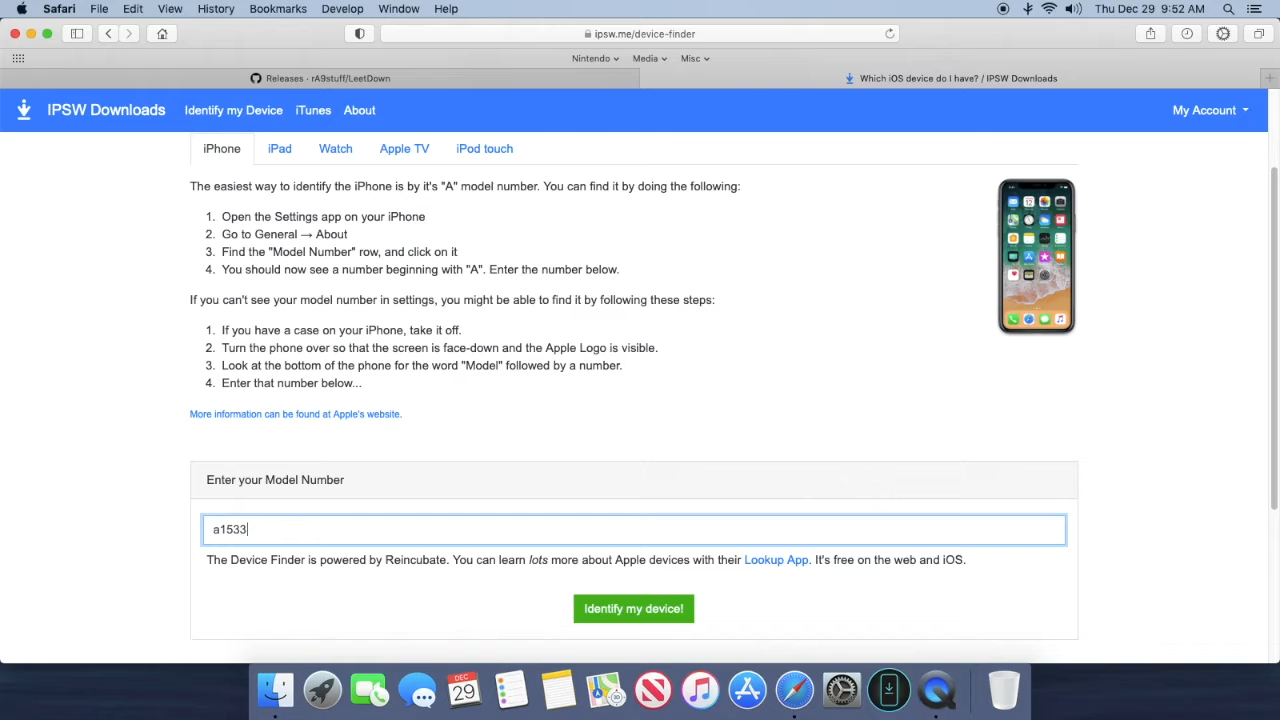 Safari File Edit View History Bookmarks Develop Window Help Thu Dec 29 9:52 AM
ipsw.me/device-finder
Nintendo Media Misc
Releases · rA9stuff/LeetDown Which iOS device do I have? / IPSW Downloads
IPSW Downloads Identify my Device iTunes About My Account
iPhone iPad Watch Apple TV iPod touch
The easiest way to identify the iPhone is by it's "A" model number. You can find it by doing the following:
1. Open the Settings app on your iPhone
2. Go to General → About
3. Find the "Model Number" row, and click on it
4. You should now see a number beginning with "A". Enter the number below.
If you can't see your model number in settings, you might be able to find it by following these steps:
1. If you have a case on your iPhone, take it off.
2. Turn the phone over so that the screen is face-down and the Apple Logo is visible.
3. Look at the bottom of the phone for the word "Model" followed by a number.
4. Enter that number below...
More information can be found at Apple's website.
Enter your Model Number
a1533
The Device Finder is powered by Reincubate. You can learn lots more about Apple devices with their Lookup App. It's free on the web and iOS.
Identify my device!
DEC
29